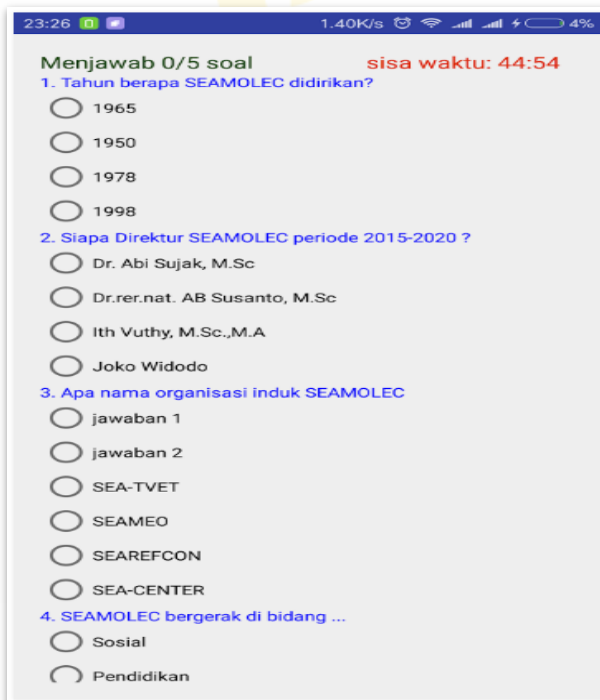 23:26 1.40K/s 4%
Menjawab 0/5 soal sisa waktu: 44:54
1. Tahun berapa SEAMOLEC didirikan?
1965
1950
1978
1998
2. Siapa Direktur SEAMOLEC periode 2015-2020 ?
Dr. Abi Sujak, M.Sc
Dr.rer.nat. AB Susanto, M.Sc
Ith Vuthy, M.Sc.,M.A
Joko Widodo
3. Apa nama organisasi induk SEAMOLEC
jawaban 1
jawaban 2
SEA-TVET
SEAMEO
SEAREFCON
SEA-CENTER
4. SEAMOLEC bergerak di bidang ...
Sosial
Pendidikan